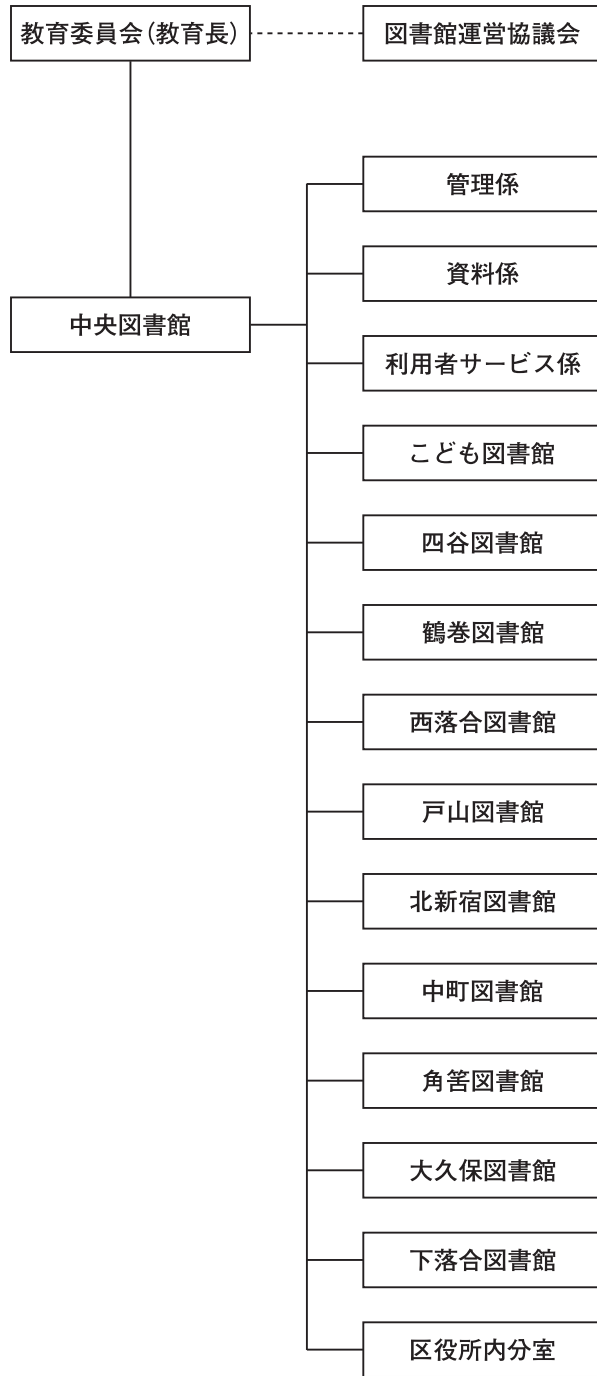 教育委員会（教育長）
図書館運営協議会
管理係
資料係
中央図書館
利用者サービス係
こども図書館
四谷図書館
鶴巻図書館
西落合図書館
戸山図書館
北新宿図書館
中町図書館
角筈図書館
大久保図書館
下落合図書館
区役所内分室